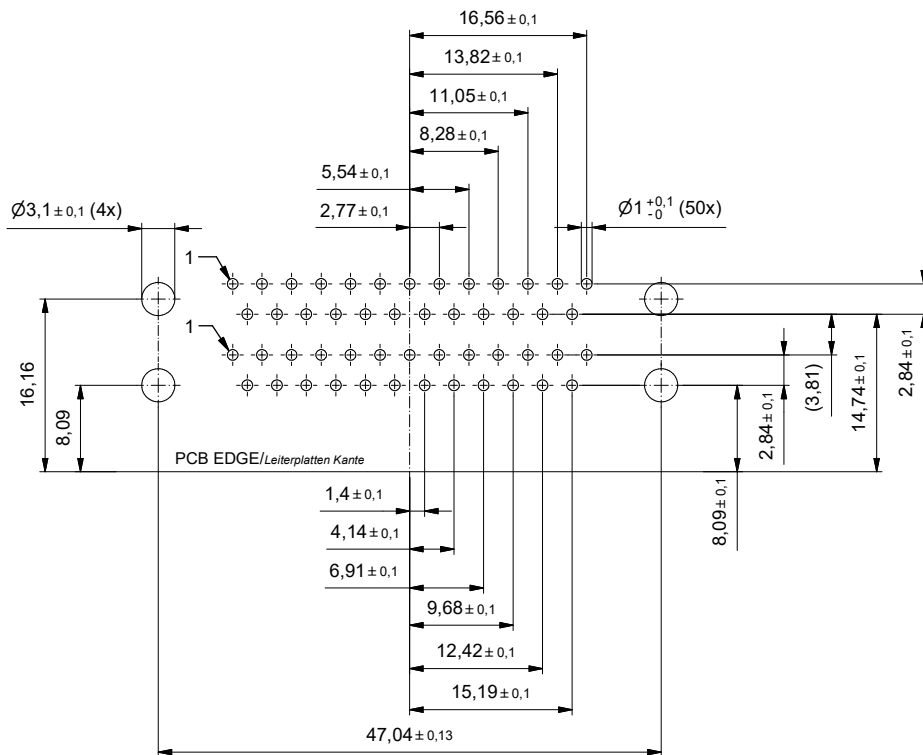 16,56 ± 0,1
13,82 ± 0,1
11,05 ± 0,1
8,28 ± 0,1
5,54 ± 0,1
Ø3,1 ± 0,1 (4x)
2,77 ± 0,1
Ø1 +0,1 -0 (50x)
1
1
16,16
8,09
2,84 ± 0,1
(3,81)
14,74 ± 0,1
2,84 ± 0,1
8,09 ± 0,1
PCB EDGE/Leiterplatten Kante
1,4 ± 0,1
4,14 ± 0,1
6,91 ± 0,1
9,68 ± 0,1
12,42 ± 0,1
15,19 ± 0,1
47,04 ± 0,13